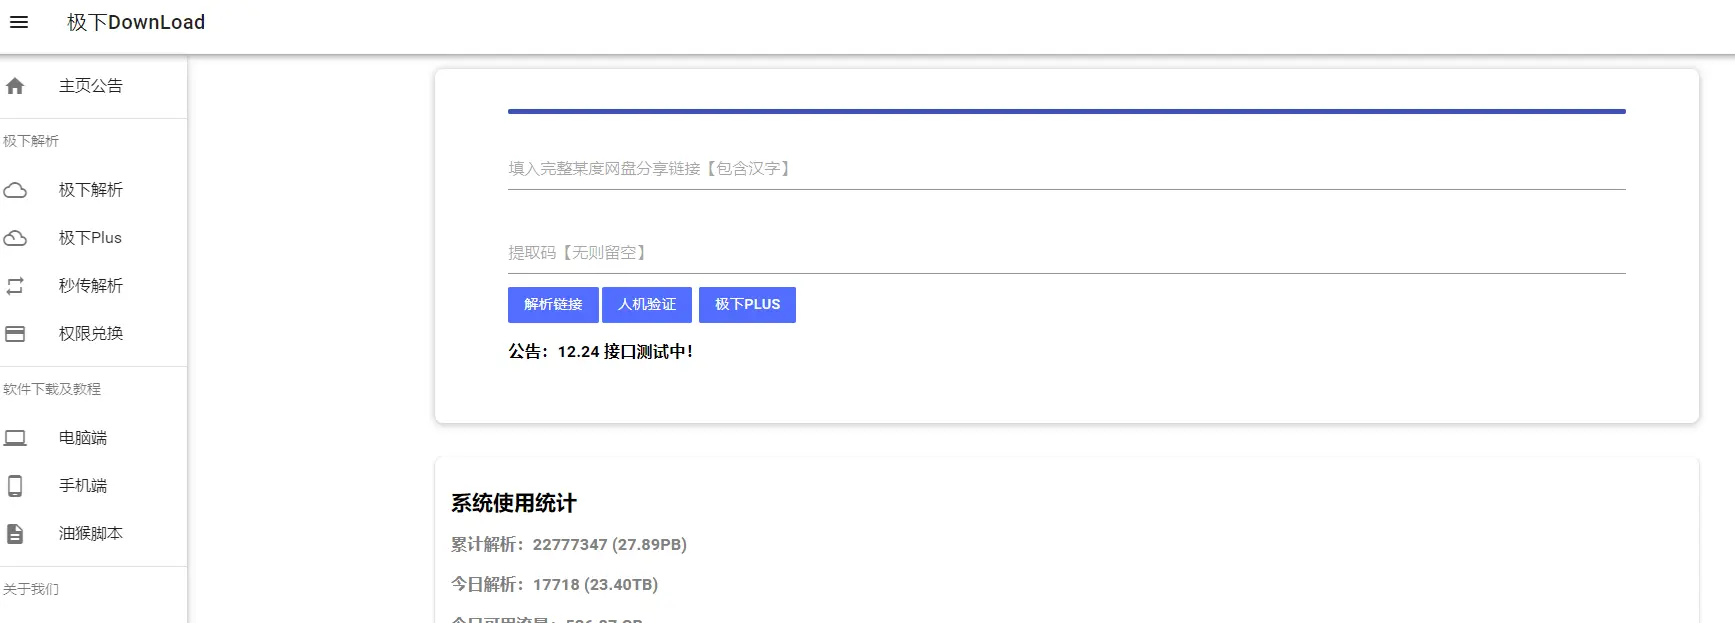 极下DownLoad
主页公告
极下解析
极下解析
极下Plus
秒传解析
权限兑换
软件下载及教程
电脑端
手机端
油猴脚本
关于我们
填入完整某度网盘分享链接【包含汉字】
提取码【无则留空】
解析链接 人机验证 极下PLUS
公告：12.24 接口测试中！
系统使用统计
累计解析：22777347 (27.89PB)
今日解析：17718 (23.40TB)